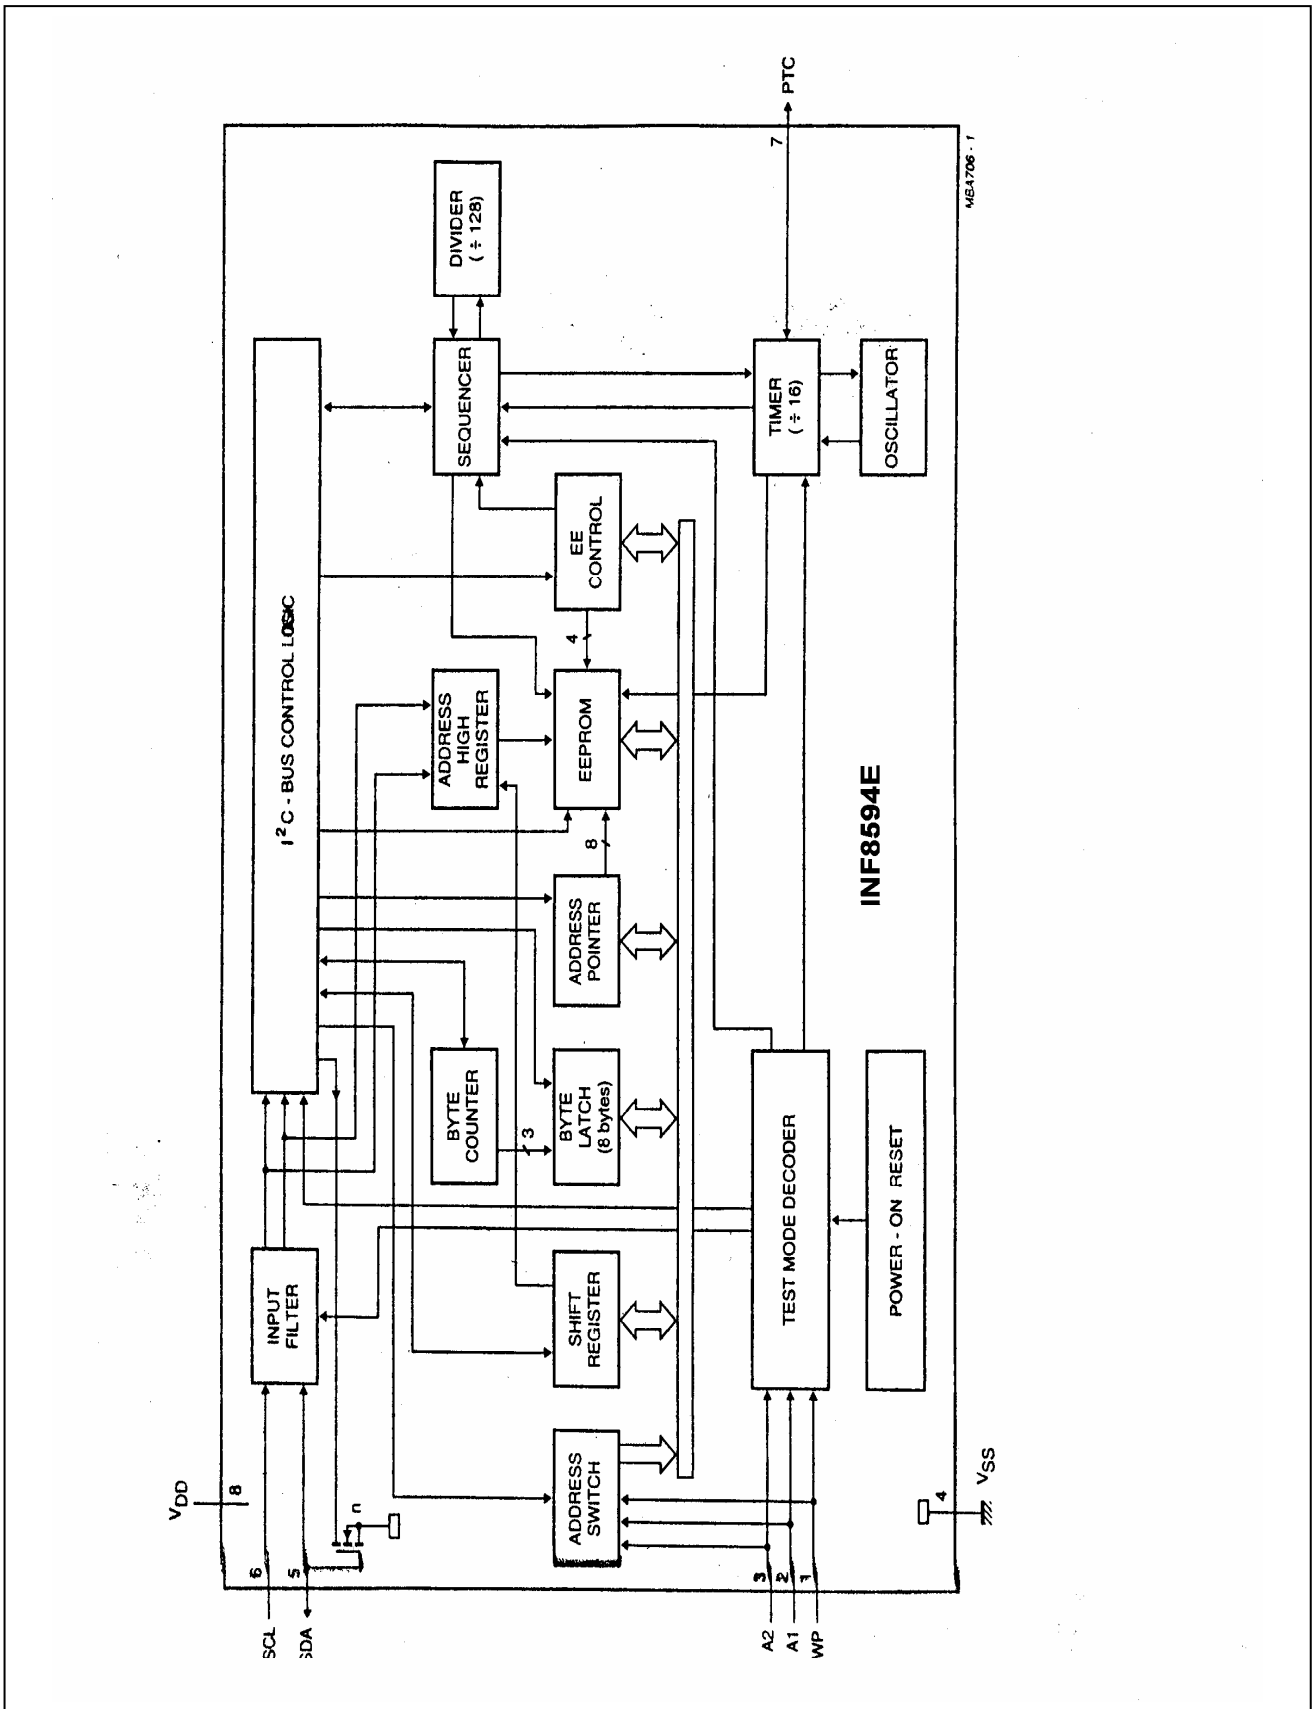 VDD
8
SCL
6
5
INPUT
FILTER
I²C - BUS CONTROL LOGIC
n
BYTE
COUNTER
3
ADDRESS
HIGH
REGISTER
SEQUENCER
DIVIDER
(÷ 128)
ADDRESS
SWITCH
SHIFT
REGISTER
BYTE
LATCH
(8 bytes)
ADDRESS
POINTER
8
EEPROM
4
EE
CONTROL
A2
3
A1
2
WP
1
TEST MODE DECODER
TIMER
(÷ 16)
7
PTC
POWER - ON RESET
INF8594E
OSCILLATOR
4
VSS
MBA706 - 1